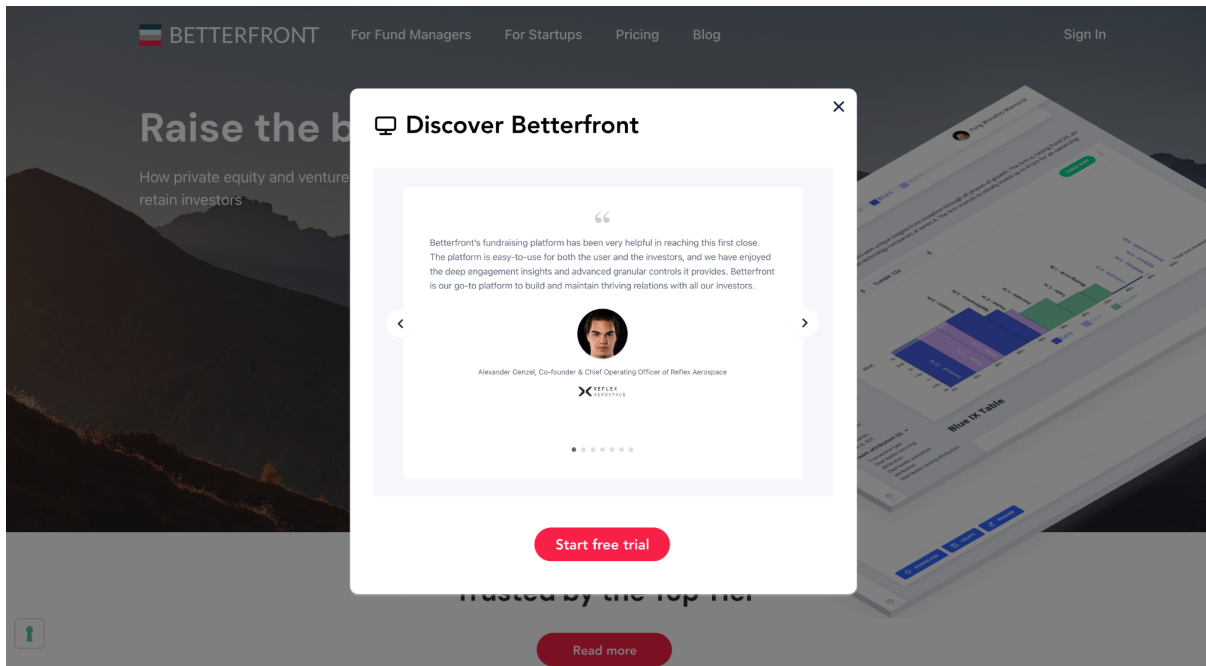 BETTERFRONT
For Fund Managers
For Startups
Pricing
Blog
Sign In
Raise the b
How private equity and venture
retain investors
Discover Betterfront
Betterfront's fundraising platform has been very helpful in reaching this first close.
The platform is easy-to-use for both the user and the investors, and we have enjoyed
the deep engagement insights and advanced granular controls it provides. Betterfront
is our go-to platform to build and maintain thriving relations with all our investors.
Alexander Genzel, Co-founder & Chief Operating Officer of Reflex Aerospace
REFLEX
AEROSPACE
Start free trial
Blue IX Table
Trusted by the Top Tier
Read more